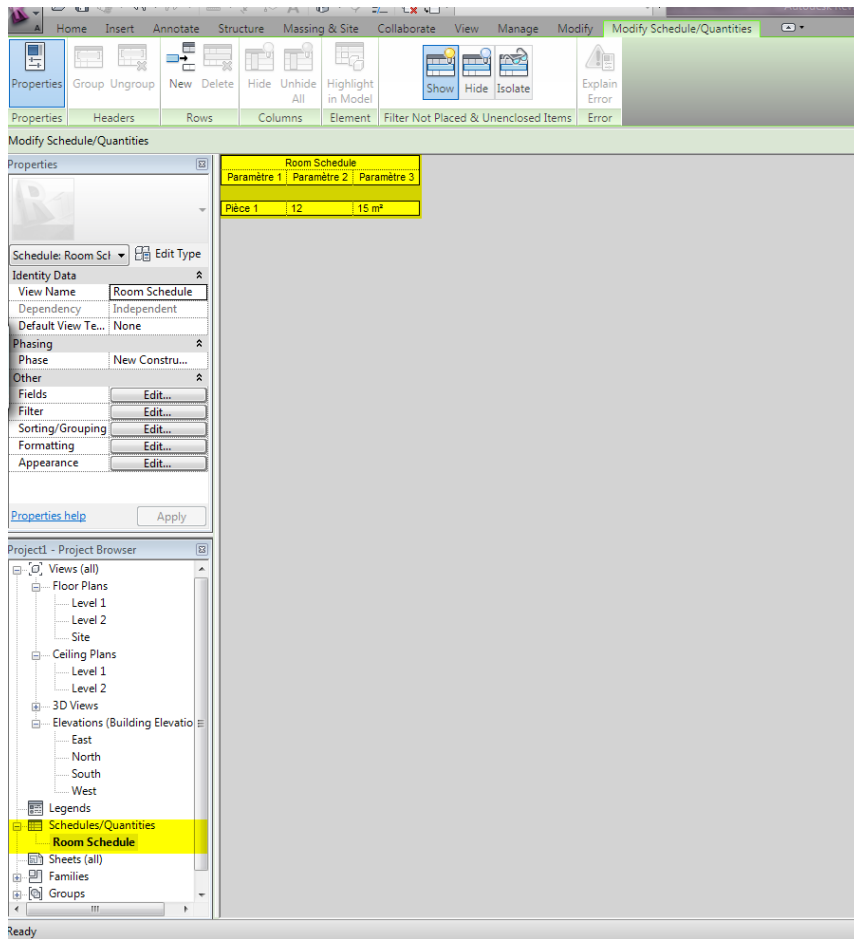 Home Insert Annotate Structure Massing & Site Collaborate View Manage Modify Modify Schedule/Quantities
Properties Group Ungroup New Delete Hide Unhide All Highlight in Model Show Hide Isolate Explain Error
Properties Headers Rows Columns Element Filter Not Placed & Unenclosed Items Error
Modify Schedule/Quantities
Properties
Schedule: Room Scl Edit Type
Identity Data
View Name Room Schedule
Dependency Independent
Default View Te... None
Phasing
Phase New Constru...
Other
Fields Edit...
Filter Edit...
Sorting/Grouping Edit...
Formatting Edit...
Appearance Edit...
Properties help Apply
Room Schedule
Paramètre 1 Paramètre 2 Paramètre 3
Pièce 1 12 15 m²
Project1 - Project Browser
Views (all)
Floor Plans
Level 1
Level 2
Site
Ceiling Plans
Level 1
Level 2
3D Views
Elevations (Building Elevatio
East
North
South
West
Legends
Schedules/Quantities
Room Schedule
Sheets (all)
Families
Groups
Ready